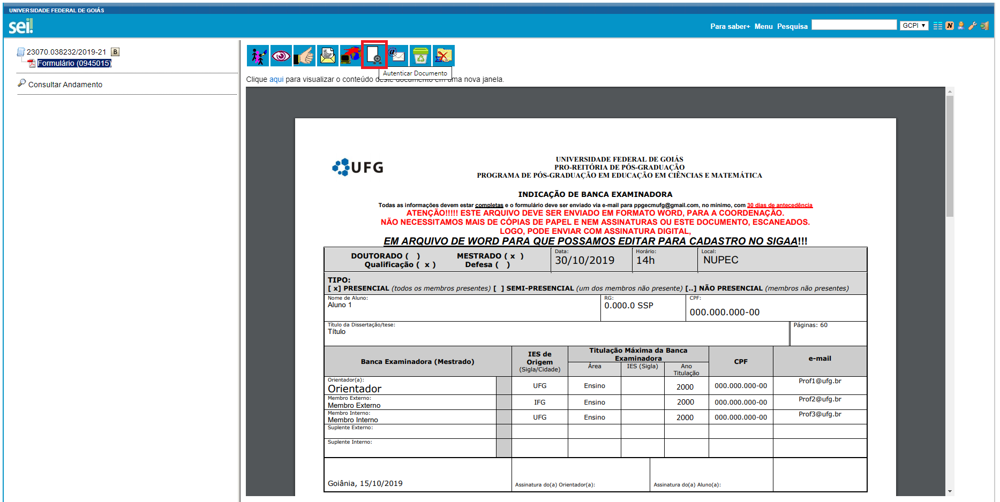 UNIVERSIDADE FEDERAL DE GOIÁS
sei!
Para saber+ Menu Pesquisa GCPI
23070.038232/2019-21 B
Formulário (0945015)
Consultar Andamento
Autenticar Documento
Clique aqui para visualizar o conteúdo deste documento em uma nova janela.
UFG
UNIVERSIDADE FEDERAL DE GOIÁS
PRO-REITÓRIA DE PÓS-GRADUAÇÃO
PROGRAMA DE PÓS-GRADUAÇÃO EM EDUCAÇÃO EM CIÊNCIAS E MATEMÁTICA
INDICAÇÃO DE BANCA EXAMINADORA
Todas as informações devem estar completas e o formulário deve ser enviado via e-mail para ppgecmufg@gmail.com, no mínimo, com 30 dias de antecedência
ATENÇÃO!!!!! ESTE ARQUIVO DEVE SER ENVIADO EM FORMATO WORD, PARA A COORDENAÇÃO.
NÃO NECESSITAMOS MAIS DE CÓPIAS DE PAPEL E NEM ASSINATURAS OU ESTE DOCUMENTO, ESCANEADOS.
LOGO, PODE ENVIAR COM ASSINATURA DIGITAL,
EM ARQUIVO DE WORD PARA QUE POSSAMOS EDITAR PARA CADASTRO NO SIGAA!!!
DOUTORADO ( ) MESTRADO ( x )
Qualificação ( x ) Defesa ( )
Data:
30/10/2019
Horário:
14h
Local:
NUPEC
TIPO:
[ x] PRESENCIAL (todos os membros presentes) [ ] SEMI-PRESENCIAL (um dos membros não presente) [..] NÃO PRESENCIAL (membros não presentes)
Nome de Aluno:
Aluno 1
RG:
0.000.0 SSP
CPF:
000.000.000-00
Título da Dissertação/tese:
Título
Páginas: 60
Banca Examinadora (Mestrado)
IES de
Origem
(Sigla/Cidade)
Titulação Máxima da Banca
Examinadora
Área
IES (Sigla)
Ano
Titulação
CPF
e-mail
Orientador(a):
Orientador
UFG Ensino 2000 000.000.000-00 Prof1@ufg.br
Membro Externo:
Membro Externo
IFG Ensino 2000 000.000.000-00 Prof2@ufg.br
Membro Interno:
Membro Interno
UFG Ensino 2000 000.000.000-00 Prof3@ufg.br
Suplente Externo:
Suplente Interno:
Goiânia, 15/10/2019
Assinatura do(a) Orientador(a):
Assinatura do(a) Aluno(a):